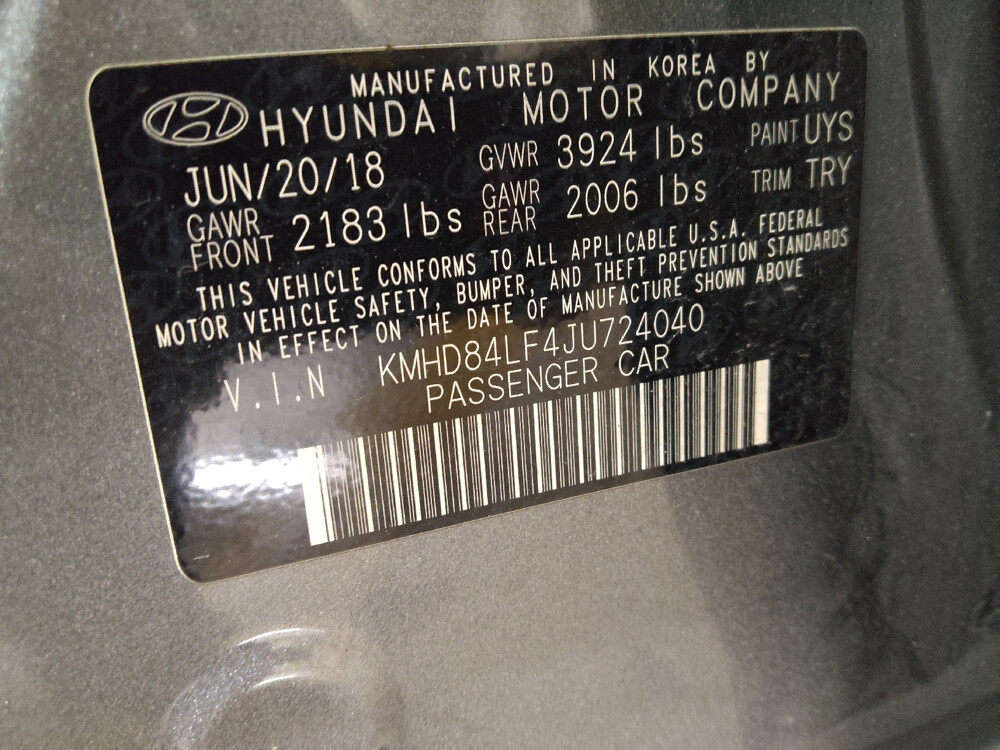 MANUFACTURED IN KOREA BY
HYUNDAI MOTOR COMPANY
JUN/20/18 GVWR 3924 lbs PAINT UYS
GAWR FRONT 2183 lbs GAWR REAR 2006 lbs TRIM TRY
THIS VEHICLE CONFORMS TO ALL APPLICABLE U.S.A. FEDERAL
MOTOR VEHICLE SAFETY, BUMPER, AND THEFT PREVENTION STANDARDS
IN EFFECT ON THE DATE OF MANUFACTURE SHOWN ABOVE
V.I.N KMHD84LF4JU724040
PASSENGER CAR